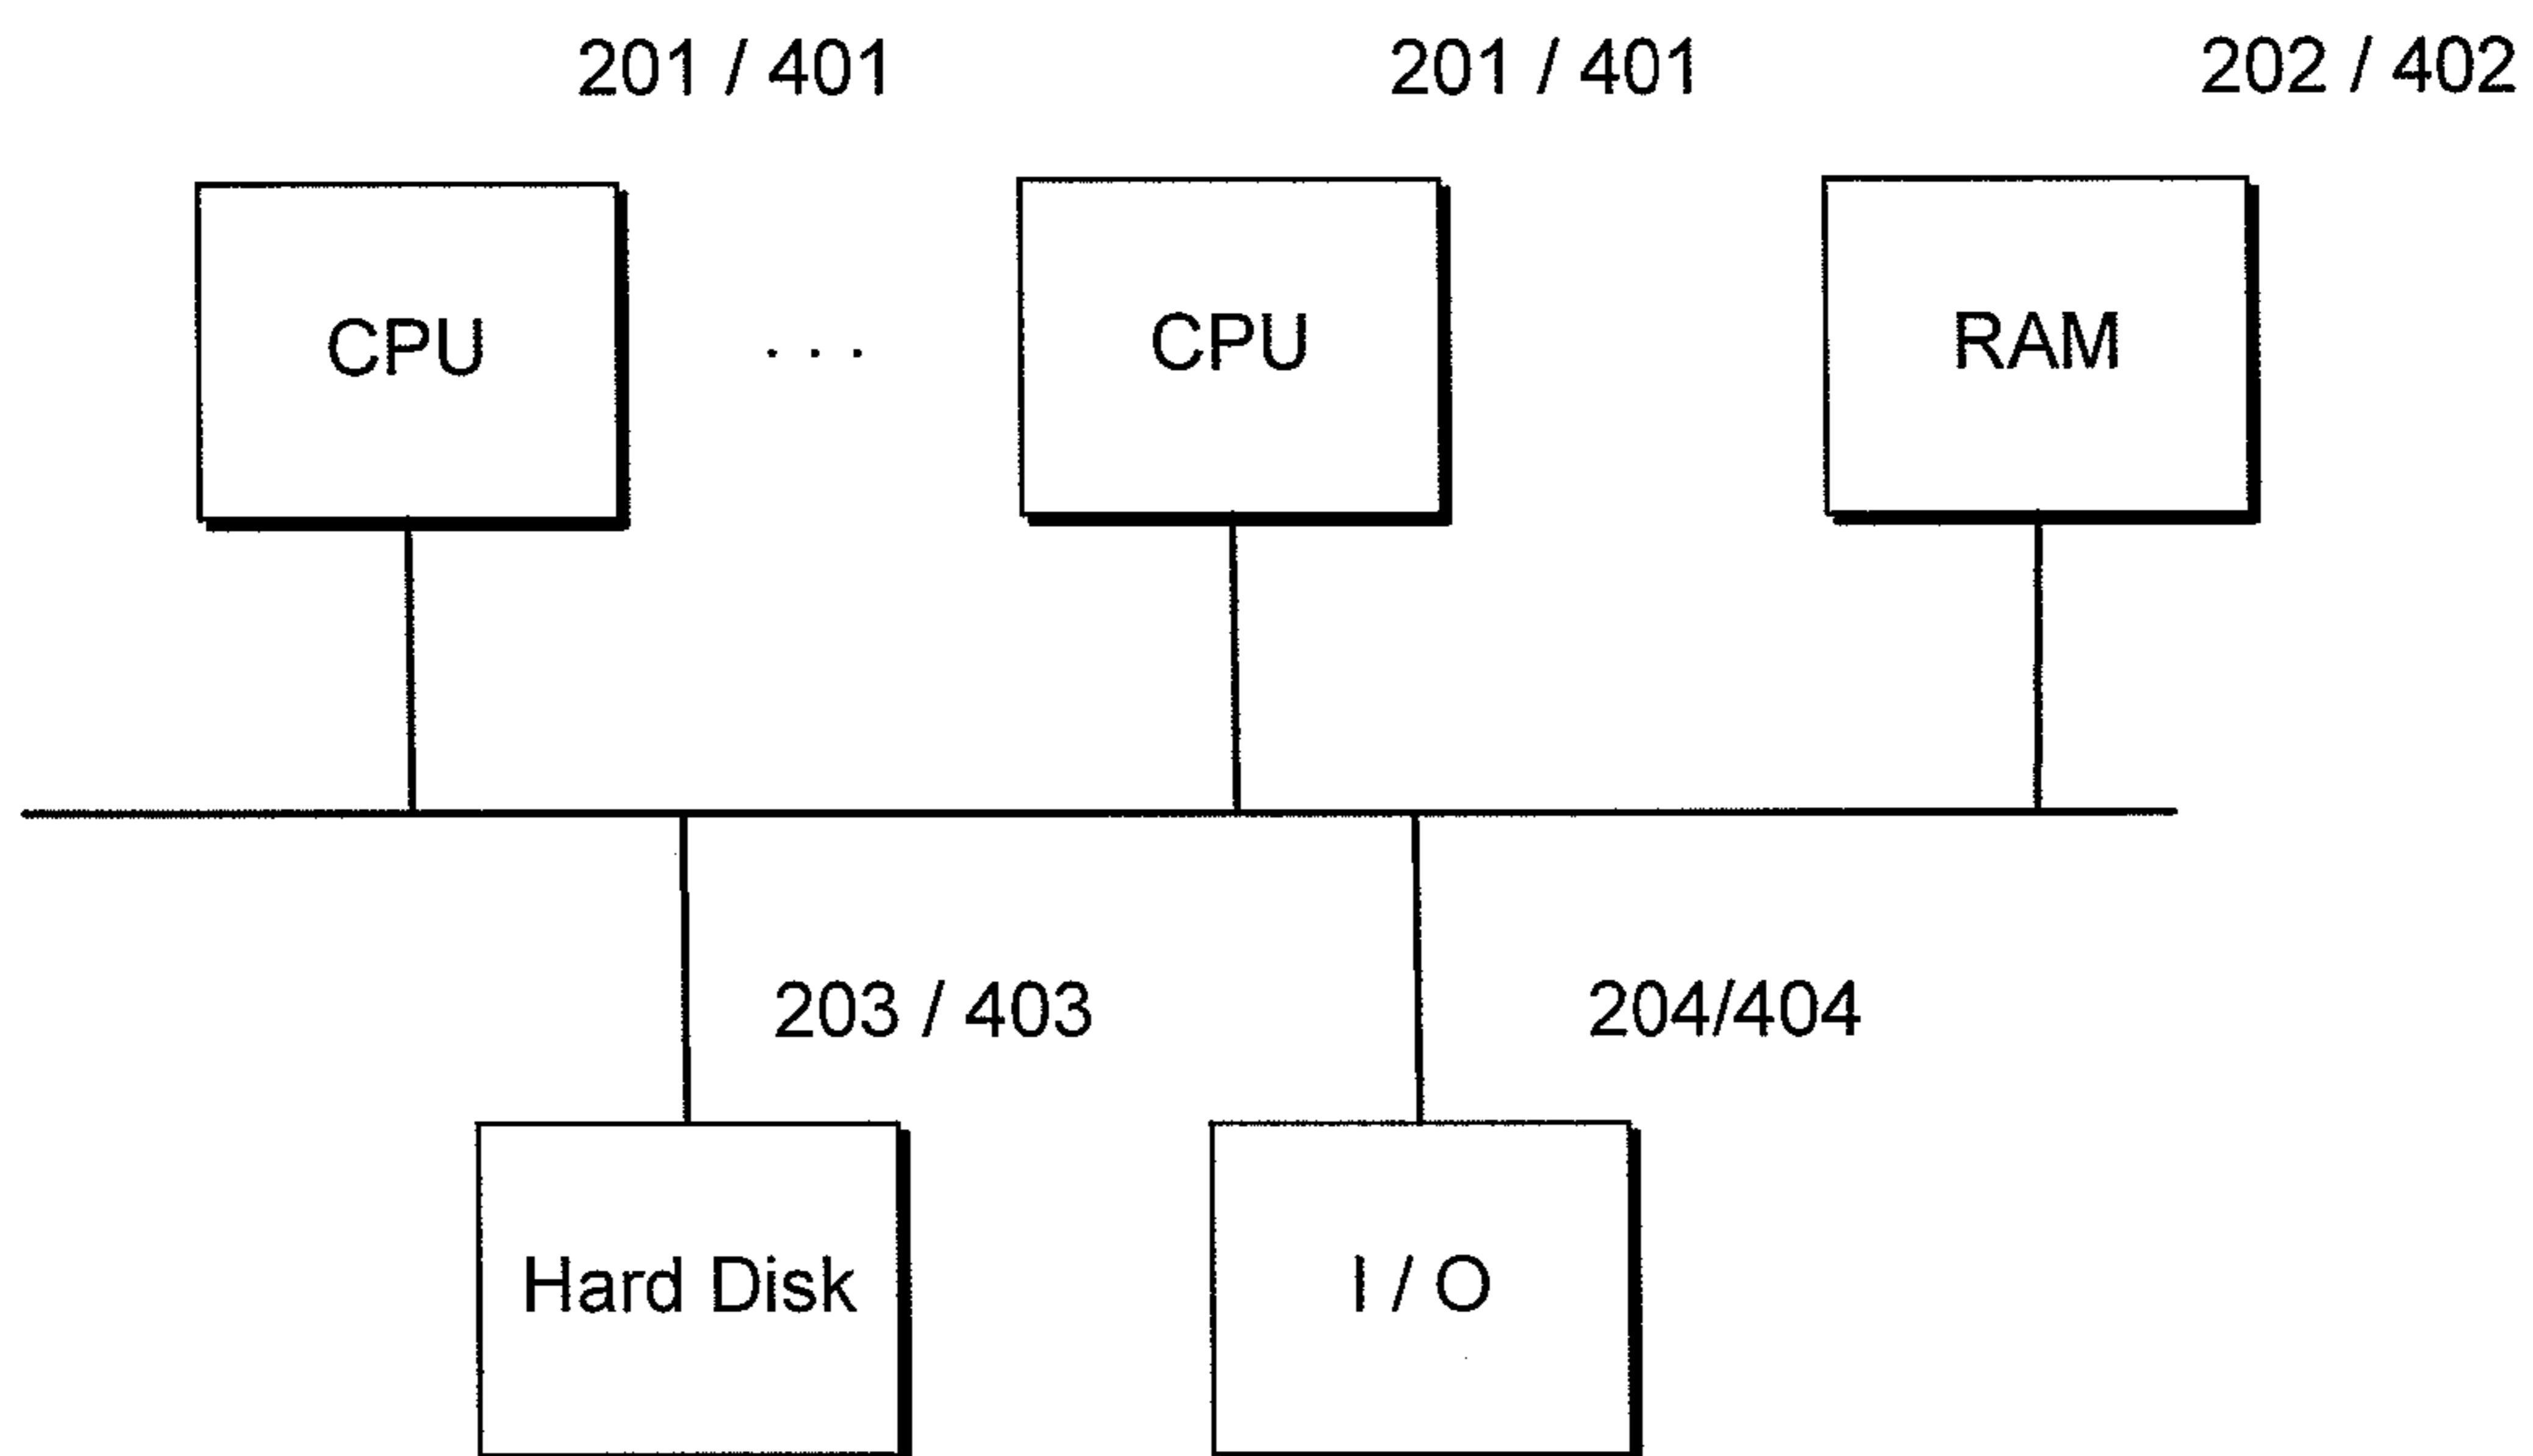 201 / 401 201 / 401 202 / 402
CPU . . . CPU RAM
203 / 403 204/404
Hard Disk I / O